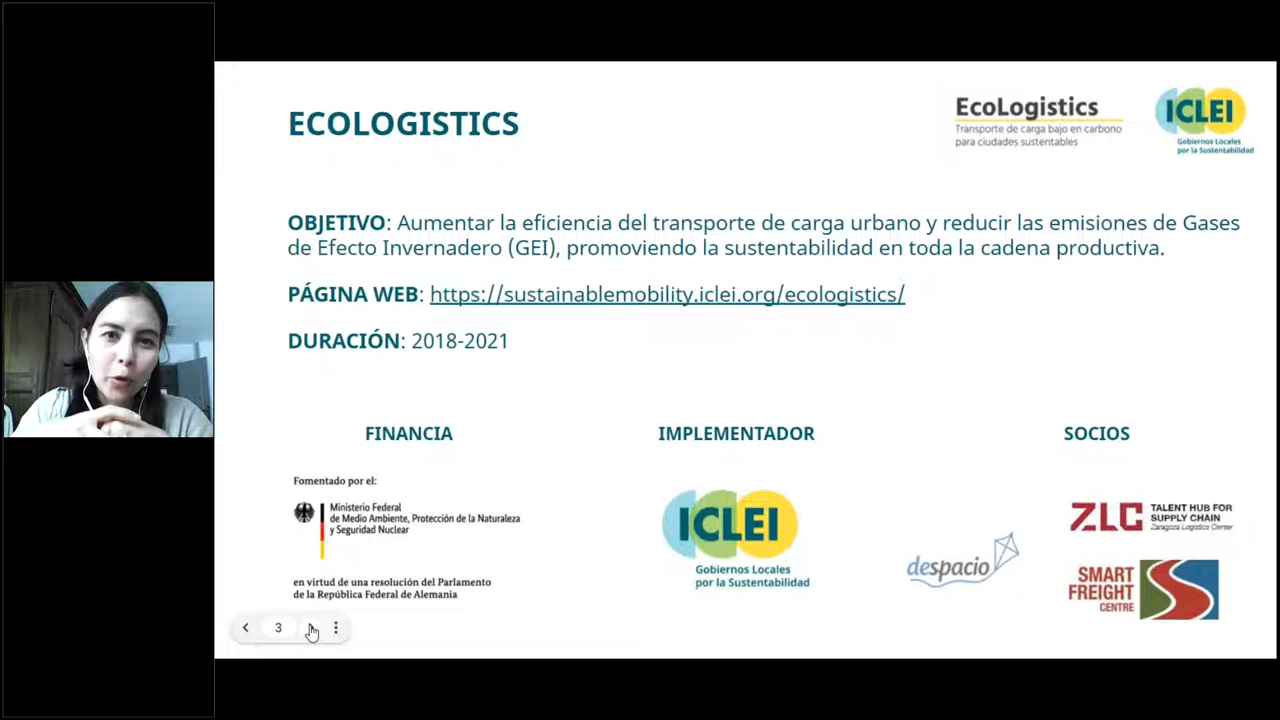 ECOLOGISTICS
EcoLogistics
Transporte de carga bajo en carbono
para ciudades sustentables
ICLEI
Gobiernos Locales
por la Sustentabilidad
OBJETIVO: Aumentar la eficiencia del transporte de carga urbano y reducir las emisiones de Gases
de Efecto Invernadero (GEI), promoviendo la sustentabilidad en toda la cadena productiva.
PÁGINA WEB: https://sustainablemobility.iclei.org/ecologistics/
DURACIÓN: 2018-2021
FINANCIA
Fomentado por el:
Ministerio Federal
de Medio Ambiente, Protección de la Naturaleza
y Seguridad Nuclear
en virtud de una resolución del Parlamento
de la República Federal de Alemania
IMPLEMENTADOR
ICLEI
Gobiernos Locales
por la Sustentabilidad
SOCIOS
despacio
ZLC
TALENT HUB FOR
SUPPLY CHAIN
Zaragoza Logistics Center
SMART
FREIGHT
CENTRE
3